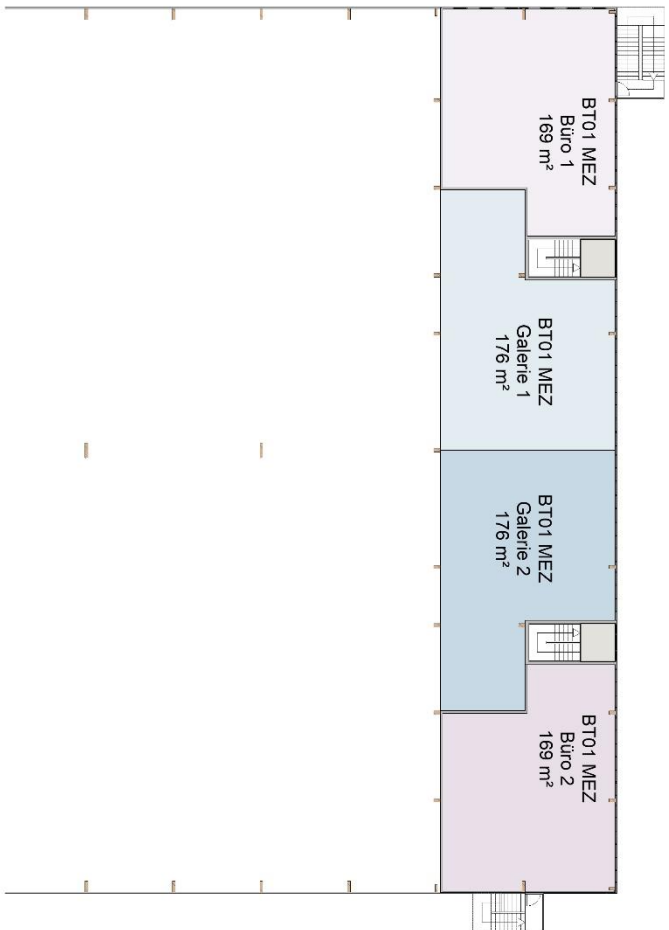 BT01 MEZ
Büro 1
169 m²
BT01 MEZ
Galerie 1
176 m²
BT01 MEZ
Galerie 2
176 m²
BT01 MEZ
Büro 2
169 m²